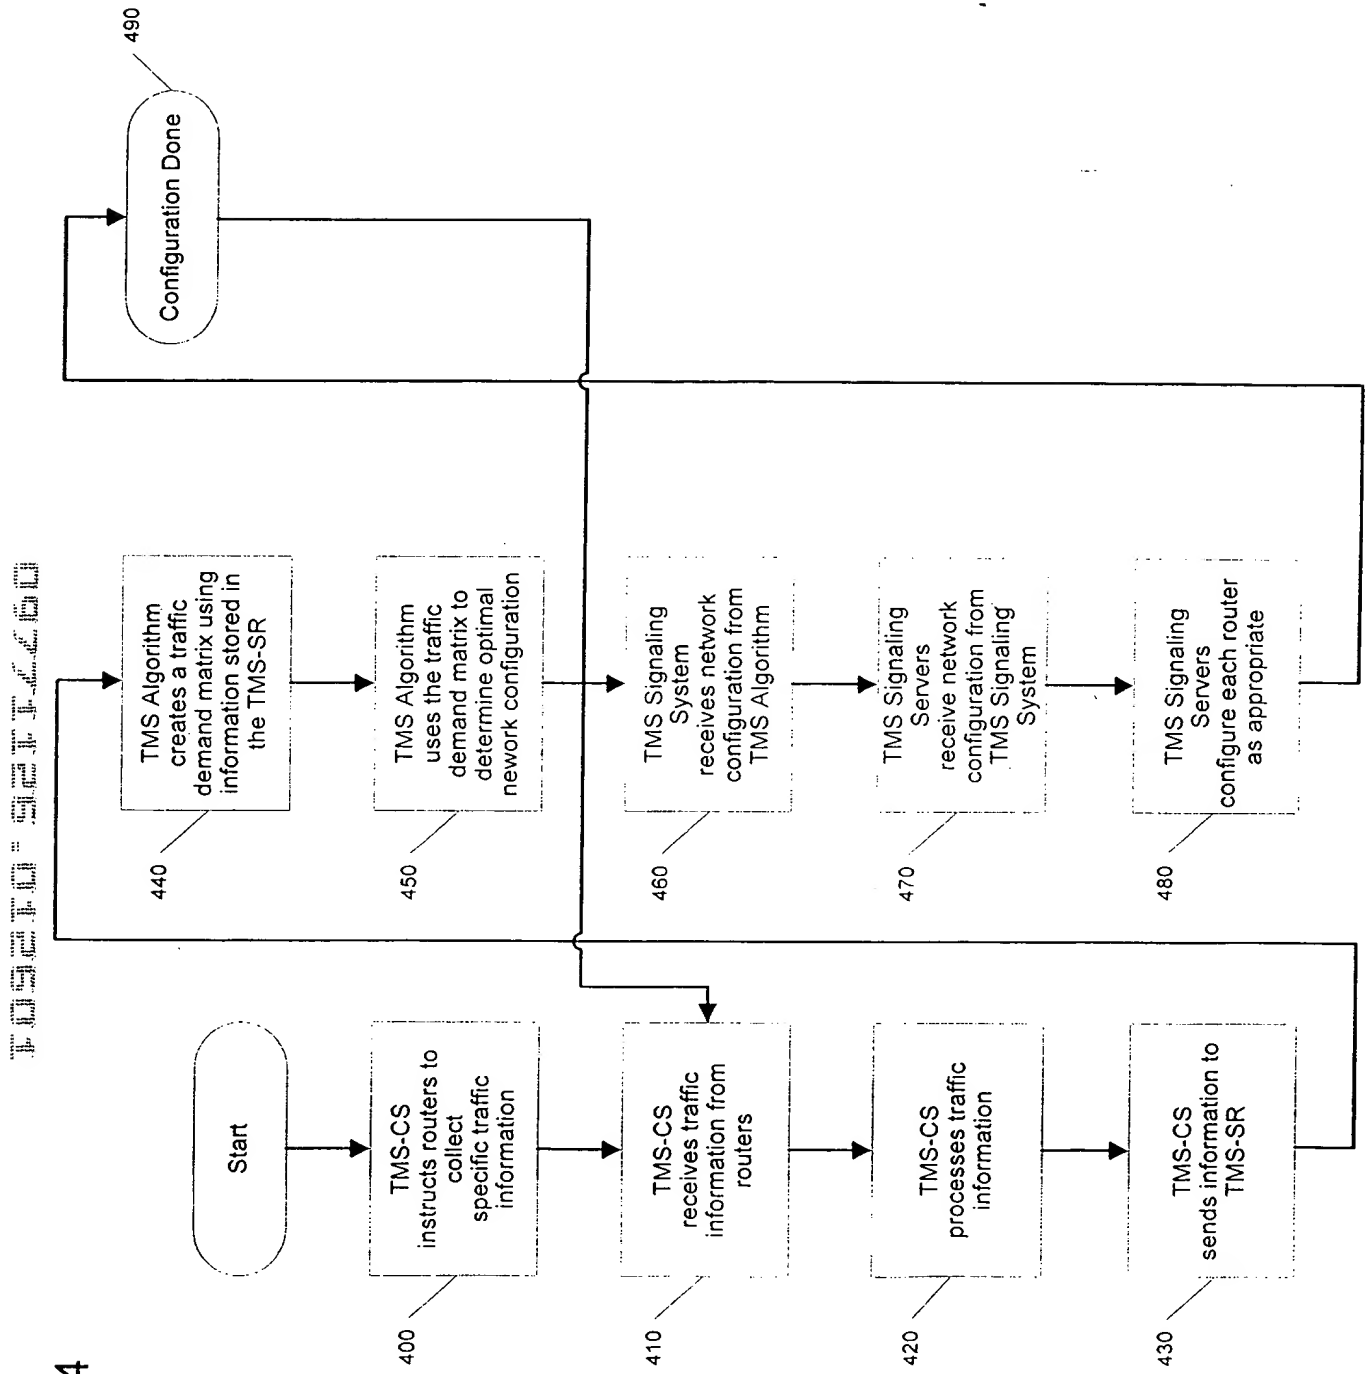 4
Start
400
TMS-CS
instructs routers to
collect
specific traffic
information
410
TMS-CS
receives traffic
information from
routers
420
TMS-CS
processes traffic
information
430
TMS-CS
sends information to
TMS-SR
440
TMS Algorithm
creates a traffic
demand matrix using
information stored in
the TMS-SR
450
TMS Algorithm
uses the traffic
demand matrix to
determine optimal
nework configuration
460
TMS Signaling
System
receives network
configuration from
TMS Algorithm
470
TMS Signaling
Servers
receive network
configuration from
TMS Signaling
System
480
TMS Signaling
Servers
configure each router
as appropriate
490
Configuration Done